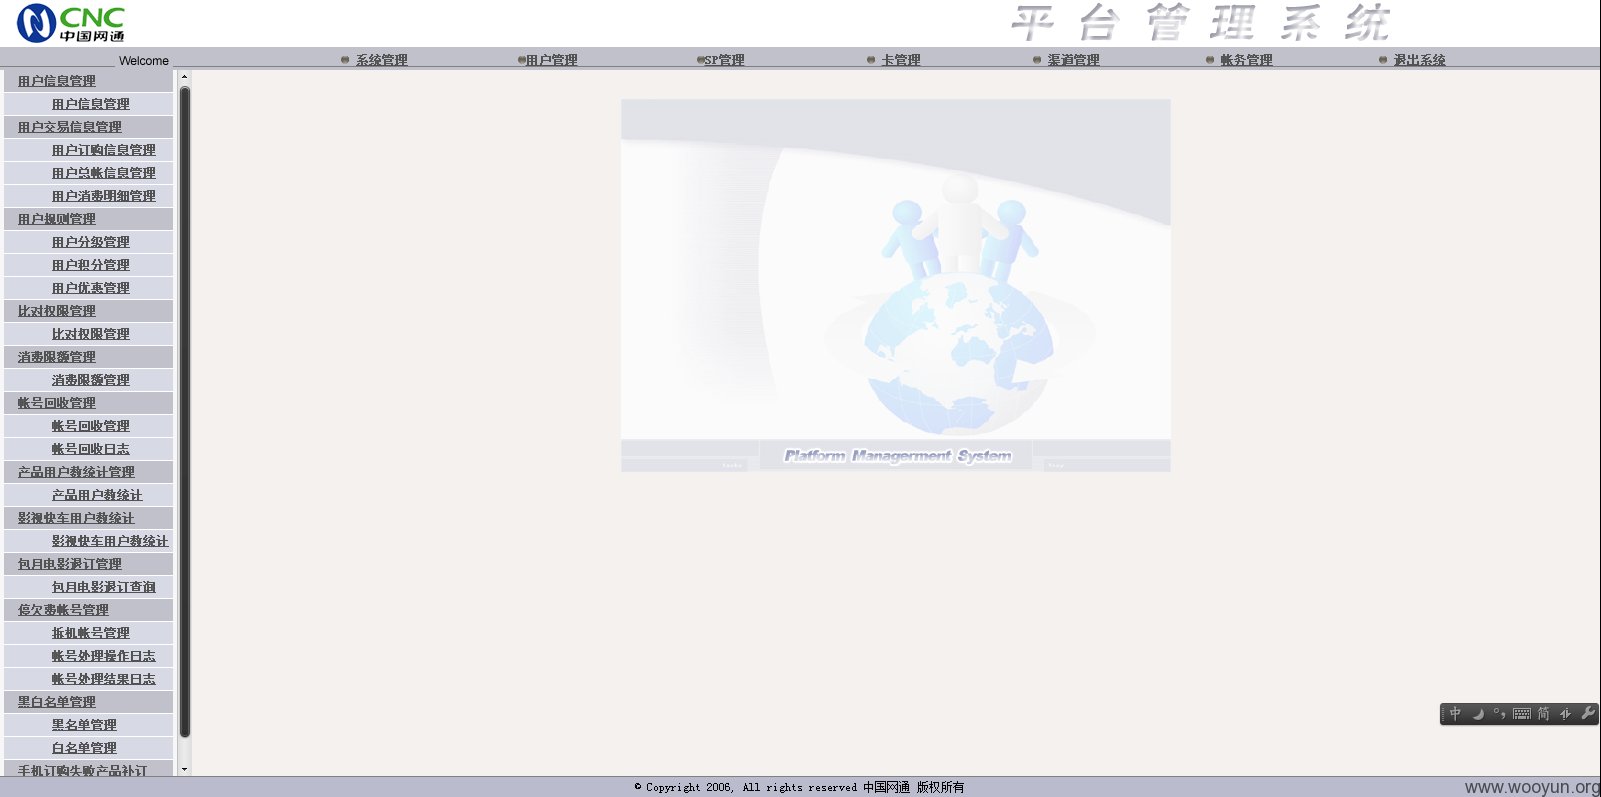 CNC
中国网通
平台管理系统
Welcome
系统管理
用户管理
SP管理
卡管理
渠道管理
帐务管理
退出系统
用户信息管理
用户信息管理
用户交易信息管理
用户订购信息管理
用户总帐信息管理
用户消费明细管理
用户规则管理
用户分级管理
用户积分管理
用户优惠管理
比对权限管理
比对权限管理
消费限额管理
消费限额管理
帐号回收管理
帐号回收管理
帐号回收日志
产品用户数统计管理
产品用户数统计
影视快车用户数统计
影视快车用户数统计
包月电影退订管理
包月电影退订查询
停欠费帐号管理
拆机帐号管理
帐号处理操作日志
帐号处理结果日志
黑白名单管理
黑名单管理
白名单管理
手机订购失败产品补订
Platform Managerment System
中 简
© Copyright 2006, All rights reserved 中国网通 版权所有
www.wooyun.org